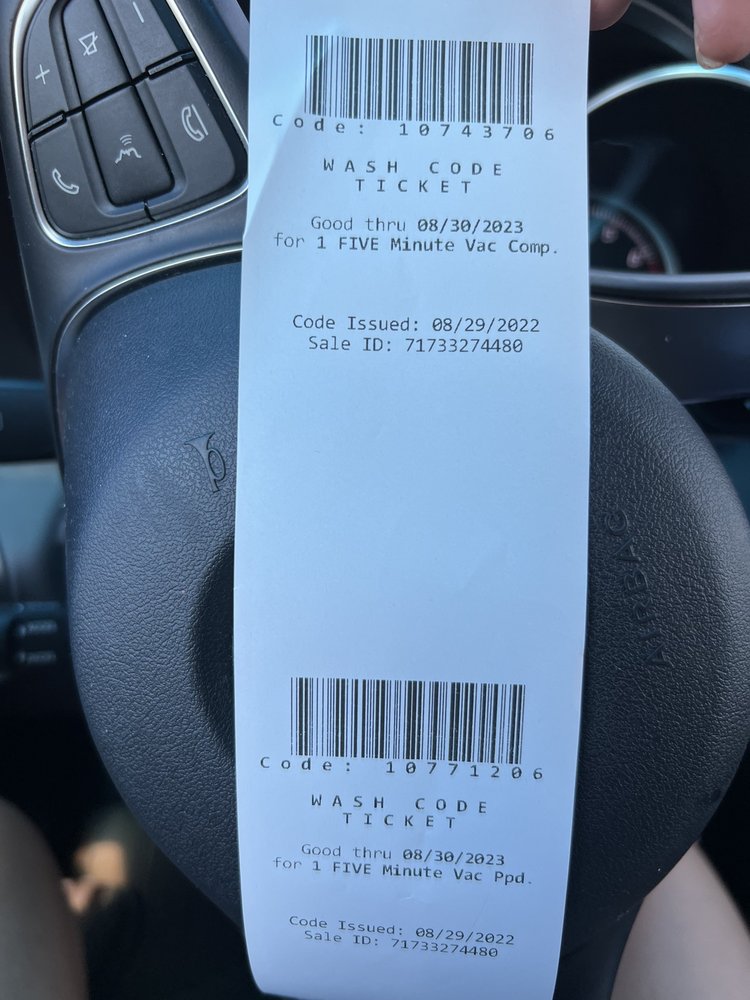 Code: 10743706
WASH CODE
TICKET
Good thru 08/30/2023
for 1 FIVE Minute Vac Comp.
Code Issued: 08/29/2022
Sale ID: 71733274480
AIRBAG
Code: 10771206
WASH CODE
TICKET
Good thru 08/30/2023
for 1 FIVE Minute Vac Ppd.
Code Issued: 08/29/2022
Sale ID: 71733274480